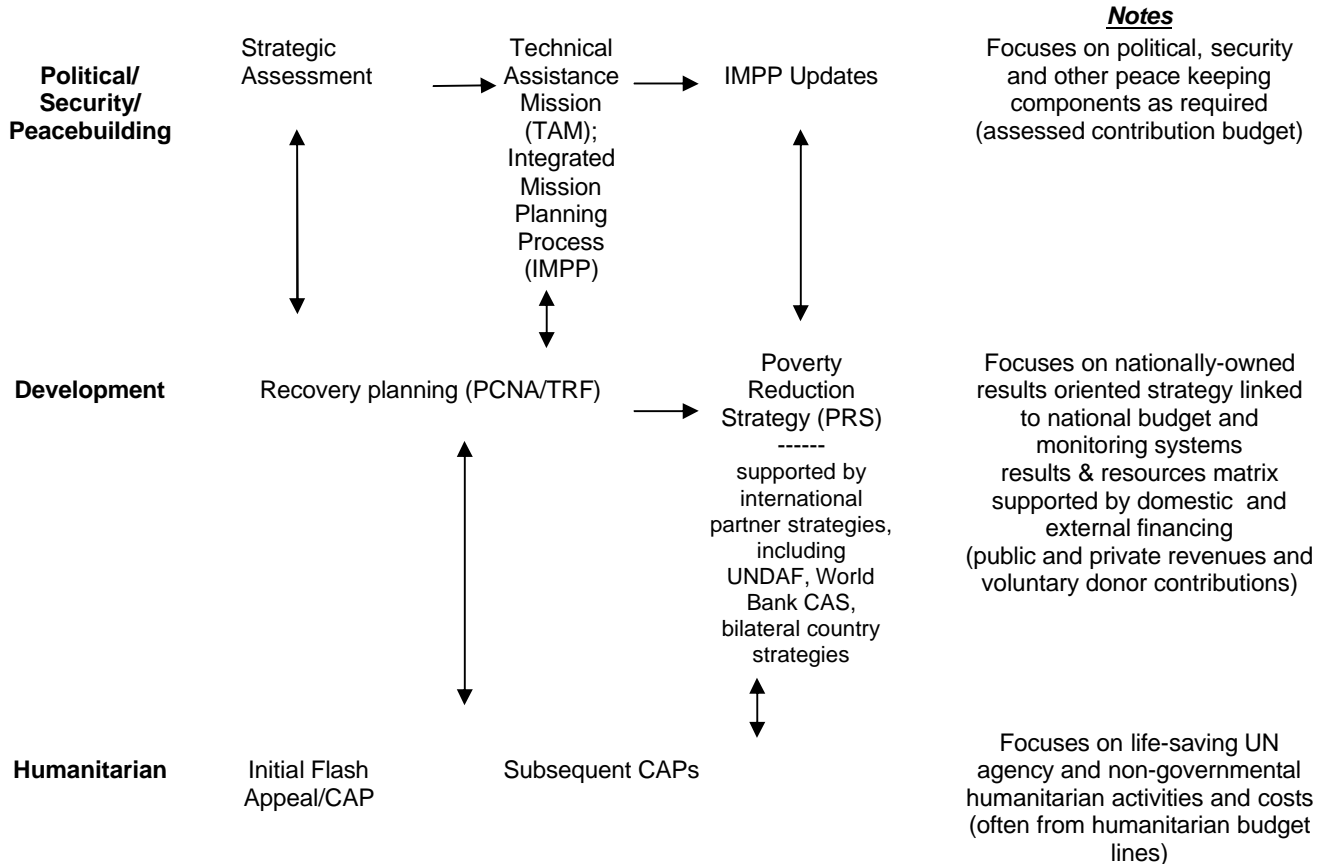 Notes
Political/
Security/
Peacebuilding
Strategic
Assessment
Technical
Assistance
Mission
(TAM);
Integrated
Mission
Planning
Process
(IMPP)
IMPP Updates
Focuses on political, security
and other peace keeping
components as required
(assessed contribution budget)
Development
Recovery planning (PCNA/TRF)
Poverty
Reduction
Strategy (PRS)
------
supported by
international
partner strategies,
including
UNDAF, World
Bank CAS,
bilateral country
strategies
Focuses on nationally-owned
results oriented strategy linked
to national budget and
monitoring systems
results & resources matrix
supported by domestic and
external financing
(public and private revenues and
voluntary donor contributions)
Humanitarian
Initial Flash
Appeal/CAP
Subsequent CAPs
Focuses on life-saving UN
agency and non-governmental
humanitarian activities and costs
(often from humanitarian budget
lines)